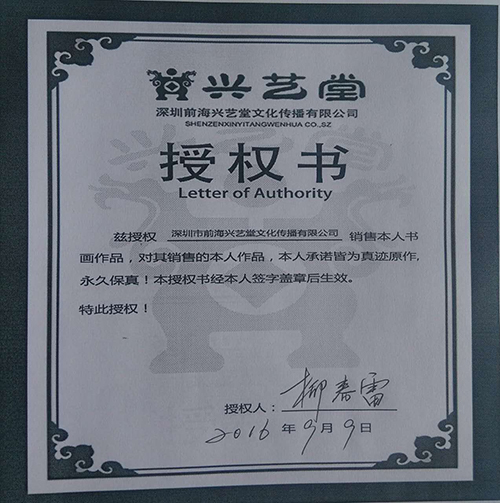 兴艺堂
深圳前海兴艺堂文化传播有限公司
SHENZENXINYITANGWENHUA CO.,SZ
授权书
Letter of Authority
兹授权 深圳市前海兴艺堂文化传播有限公司 销售本人书
画作品，对其销售的本人作品，本人承诺皆为真迹原作，
永久保真！本授权书经本人签字盖章后生效。
特此授权！
授权人：柳春雷
2016 年 9 月 9 日